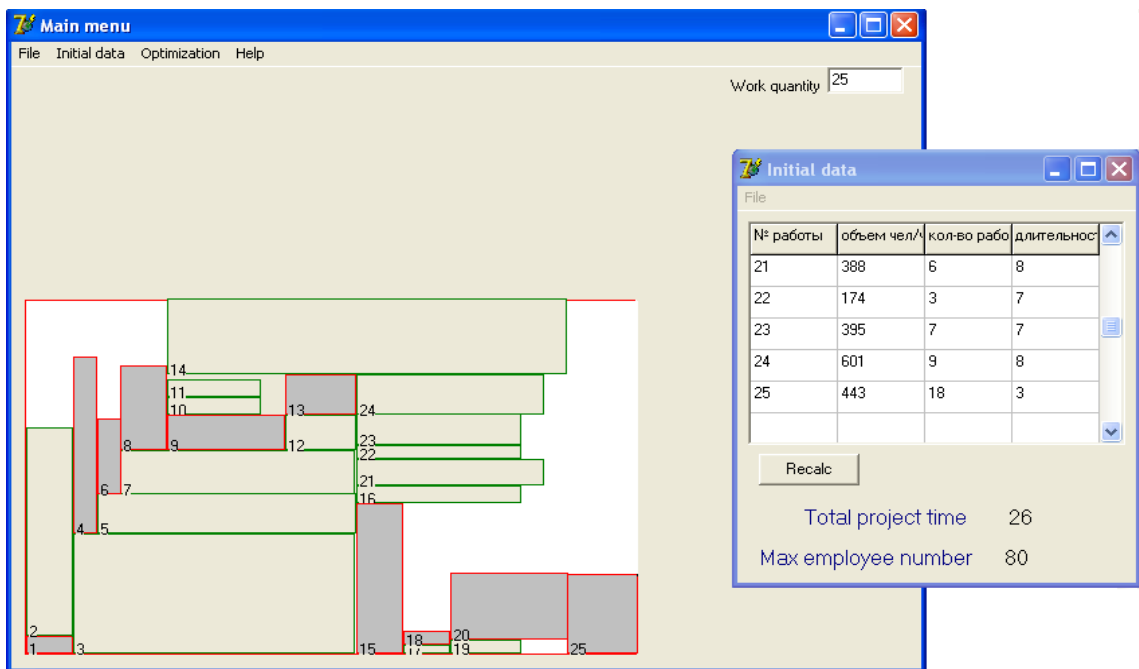 Main menu
File Initial data Optimization Help
Work quantity 25
Initial data
File
№ работы объем чел/ч кол-во рабо длительност
21 388 6 8
22 174 3 7
23 395 7 7
24 601 9 8
25 443 18 3
Recalc
Total project time 26
Max employee number 80
14
11
10 13 24
8 9 12 23
22
6 7 21
16
4 5
2 18 20
1 3 15 17 19 25